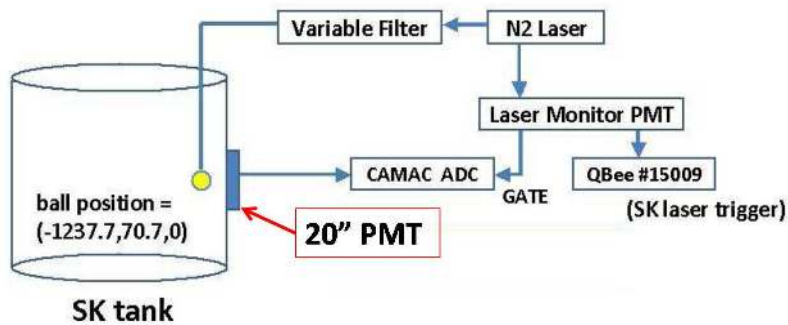 Variable Filter
N2 Laser
Laser Monitor PMT
CAMAC ADC
GATE
QBee #15009
(SK laser trigger)
ball position =
(-1237.7,70.7,0)
20” PMT
SK tank